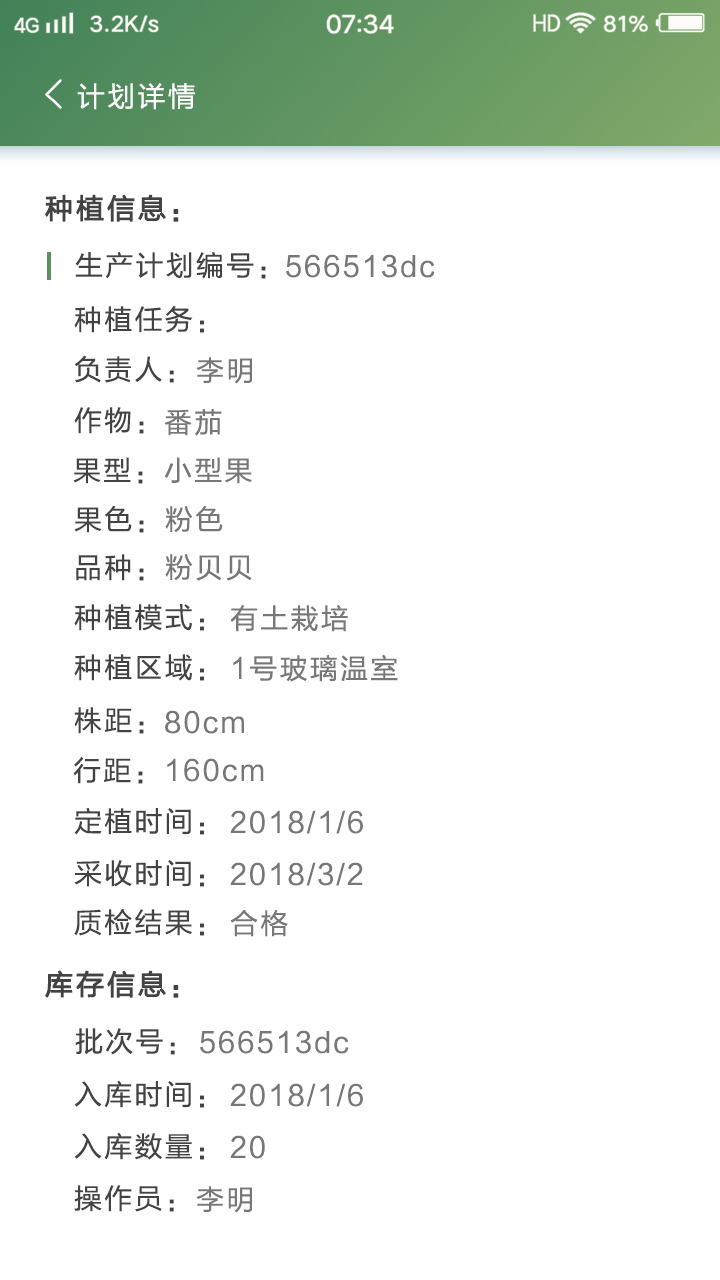 4G 3.2K/s 07:34 HD 81%
计划详情
种植信息：
生产计划编号：566513dc
种植任务：
负责人：李明
作物：番茄
果型：小型果
果色：粉色
品种：粉贝贝
种植模式：有土栽培
种植区域：1号玻璃温室
株距：80cm
行距：160cm
定植时间：2018/1/6
采收时间：2018/3/2
质检结果：合格
库存信息：
批次号：566513dc
入库时间：2018/1/6
入库数量：20
操作员：李明